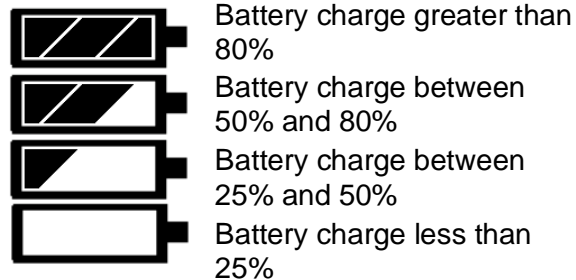 Battery charge greater than
80%
Battery charge between
50% and 80%
Battery charge between
25% and 50%
Battery charge less than
25%